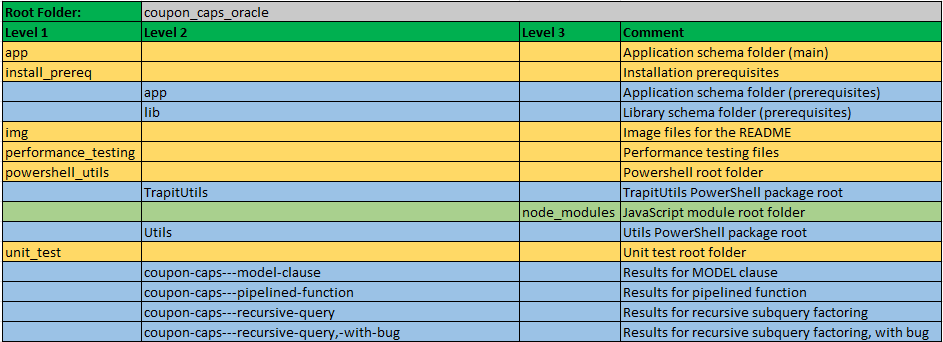 Root Folder: coupon_caps_oracle
Level 1 Level 2 Level 3 Comment
app Application schema folder (main)
install_prereq Installation prerequisites
app Application schema folder (prerequisites)
lib Library schema folder (prerequisites)
img Image files for the README
performance_testing Performance testing files
powershell_utils Powershell root folder
TrapitUtils TrapitUtils PowerShell package root
node_modules JavaScript module root folder
Utils Utils PowerShell package root
unit_test Unit test root folder
coupon-caps---model-clause Results for MODEL clause
coupon-caps---pipelined-function Results for pipelined function
coupon-caps---recursive-query Results for recursive subquery factoring
coupon-caps---recursive-query,-with-bug Results for recursive subquery factoring, with bug